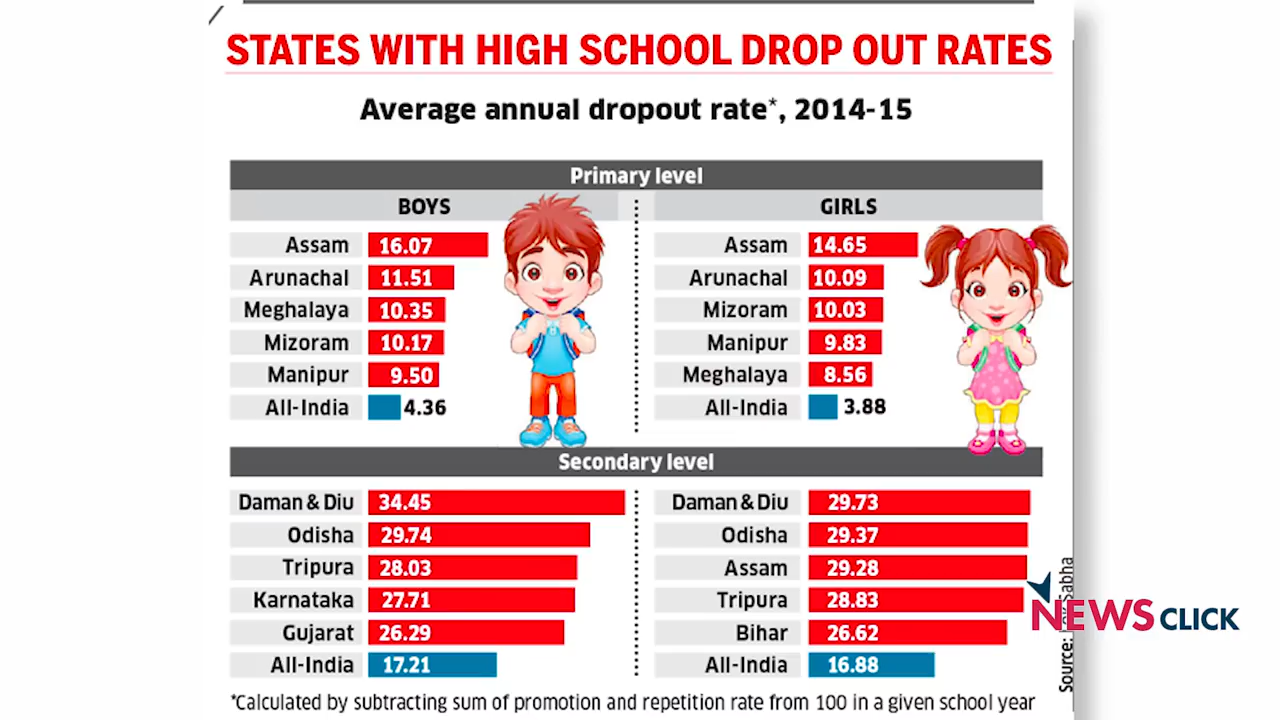 STATES WITH HIGH SCHOOL DROP OUT RATES
Average annual dropout rate*, 2014-15
Primary level
BOYS
Assam 16.07
Arunachal 11.51
Meghalaya 10.35
Mizoram 10.17
Manipur 9.50
All-India 4.36
GIRLS
Assam 14.65
Arunachal 10.09
Mizoram 10.03
Manipur 9.83
Meghalaya 8.56
All-India 3.88
Secondary level
Daman & Diu 34.45
Odisha 29.74
Tripura 28.03
Karnataka 27.71
Gujarat 26.29
All-India 17.21
Daman & Diu 29.73
Odisha 29.37
Assam 29.28
Tripura 28.83
Bihar 26.62
All-India 16.88
*Calculated by subtracting sum of promotion and repetition rate from 100 in a given school year
Source: Sabha
NEWS CLICK